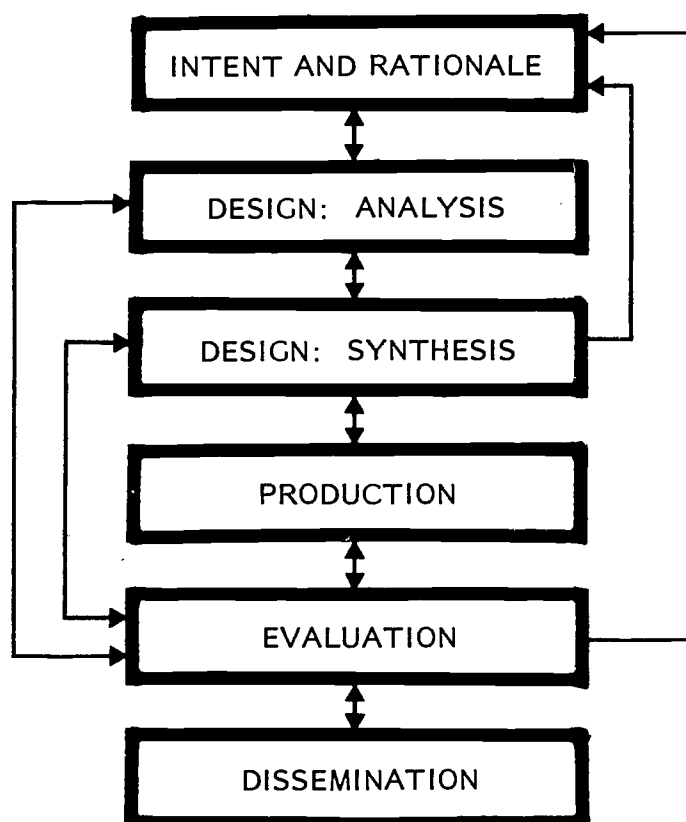 INTENT AND RATIONALE
DESIGN: ANALYSIS
DESIGN: SYNTHESIS
PRODUCTION
EVALUATION
DISSEMINATION